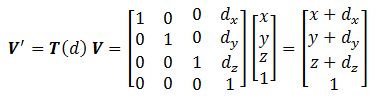 V' = T(d) V = [1 0 0 d_x; 0 1 0 d_y; 0 0 1 d_z; 0 0 0 1] [x; y; z; 1] = [x + d_x; y + d_y; z + d_z; 1]